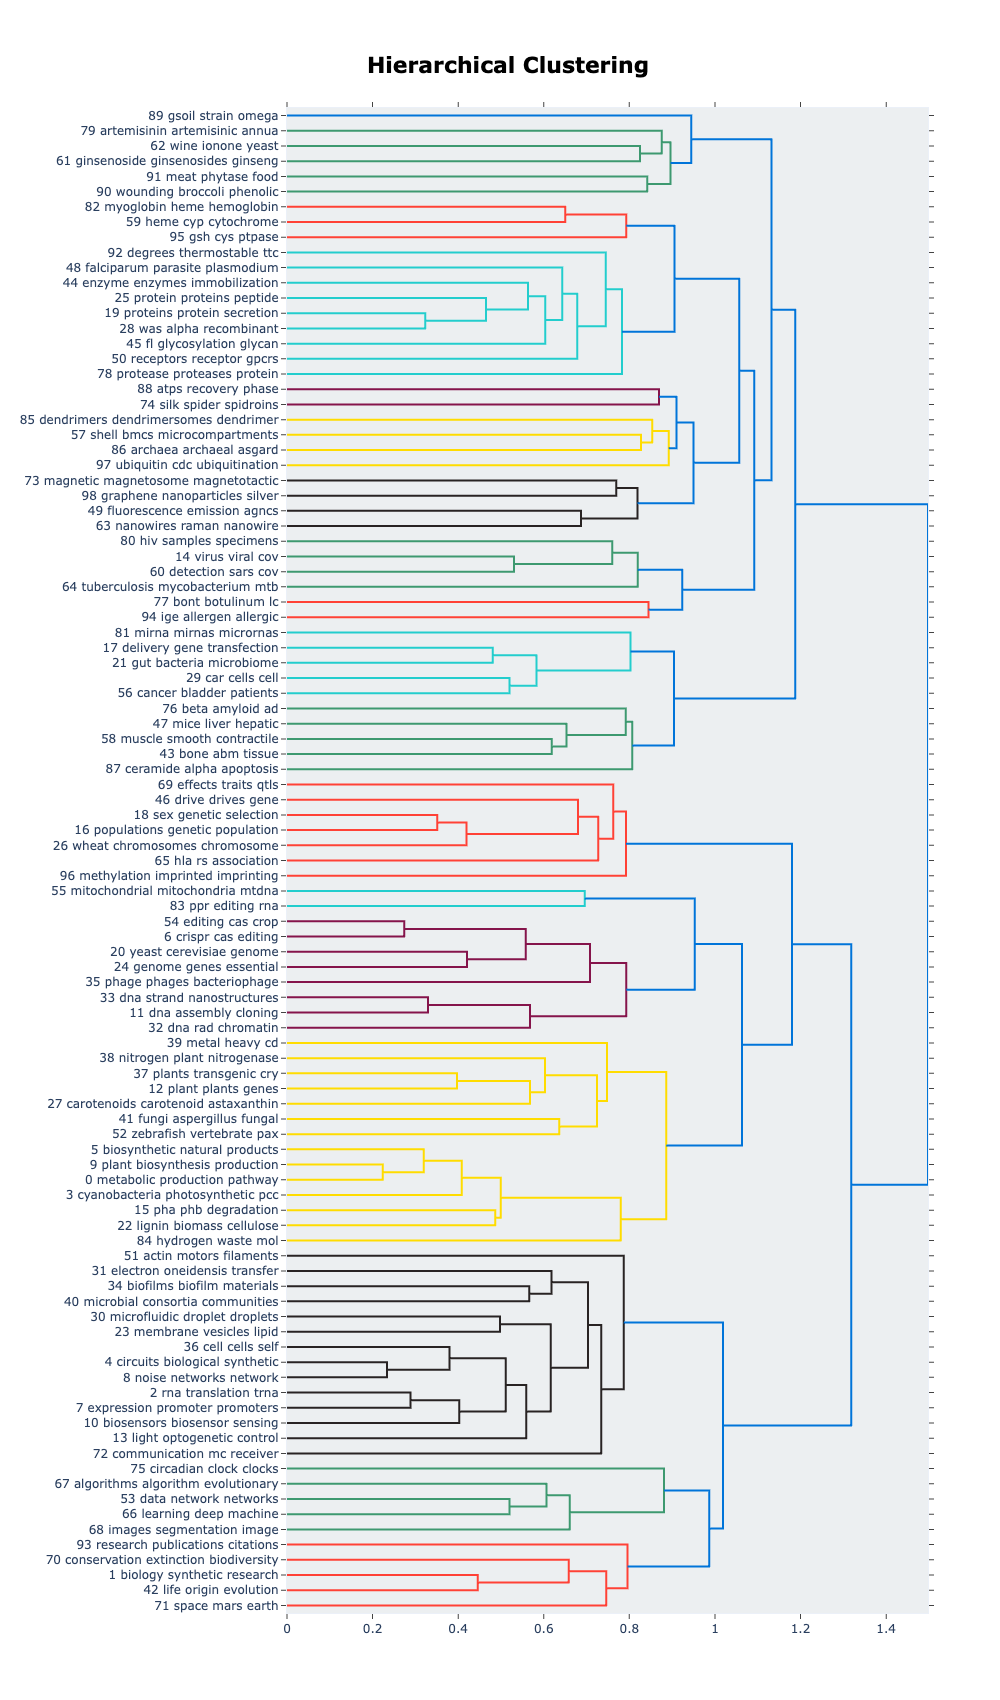 Hierarchical Clustering
89 gsoil strain omega
79 artemisinin artemisinic annua
62 wine ionone yeast
61 ginsenoside ginsenosides ginseng
91 meat phytase food
90 wounding broccoli phenolic
82 myoglobin heme hemoglobin
59 heme cyp cytochrome
95 gsh cys ptpase
92 degrees thermostable ttc
48 falciparum parasite plasmodium
44 enzyme enzymes immobilization
25 protein proteins peptide
19 proteins protein secretion
28 was alpha recombinant
45 fl glycosylation glycan
50 receptors receptor gpcrs
78 protease proteases protein
88 atps recovery phase
74 silk spider spidroins
85 dendrimers dendrimersomes dendrimer
57 shell bmcs microcompartments
86 archaea archaeal asgard
97 ubiquitin cdc ubiquitination
73 magnetic magnetosome magnetotactic
98 graphene nanoparticles silver
49 fluorescence emission agncs
63 nanowires raman nanowire
80 hiv samples specimens
14 virus viral cov
60 detection sars cov
64 tuberculosis mycobacterium mtb
77 bont botulinum lc
94 ige allergen allergic
81 mirna mirnas micrornas
17 delivery gene transfection
21 gut bacteria microbiome
29 car cells cell
56 cancer bladder patients
76 beta amyloid ad
47 mice liver hepatic
58 muscle smooth contractile
43 bone abm tissue
87 ceramide alpha apoptosis
69 effects traits qtls
46 drive drives gene
18 sex genetic selection
16 populations genetic population
26 wheat chromosomes chromosome
65 hla rs association
96 methylation imprinted imprinting
55 mitochondrial mitochondria mtdna
83 ppr editing rna
54 editing cas crop
6 crispr cas editing
20 yeast cerevisiae genome
24 genome genes essential
35 phage phages bacteriophage
33 dna strand nanostructures
11 dna assembly cloning
32 dna rad chromatin
39 metal heavy cd
38 nitrogen plant nitrogenase
37 plants transgenic cry
12 plant plants genes
27 carotenoids carotenoid astaxanthin
41 fungi aspergillus fungal
52 zebrafish vertebrate pax
5 biosynthetic natural products
9 plant biosynthesis production
0 metabolic production pathway
3 cyanobacteria photosynthetic pcc
15 pha phb degradation
22 lignin biomass cellulose
84 hydrogen waste mol
51 actin motors filaments
31 electron oneidensis transfer
34 biofilms biofilm materials
40 microbial consortia communities
30 microfluidic droplet droplets
23 membrane vesicles lipid
36 cell cells self
4 circuits biological synthetic
8 noise networks network
2 rna translation trna
7 expression promoter promoters
10 biosensors biosensor sensing
13 light optogenetic control
72 communication mc receiver
75 circadian clock clocks
67 algorithms algorithm evolutionary
53 data network networks
66 learning deep machine
68 images segmentation image
93 research publications citations
70 conservation extinction biodiversity
1 biology synthetic research
42 life origin evolution
71 space mars earth
0 0.2 0.4 0.6 0.8 1 1.2 1.4